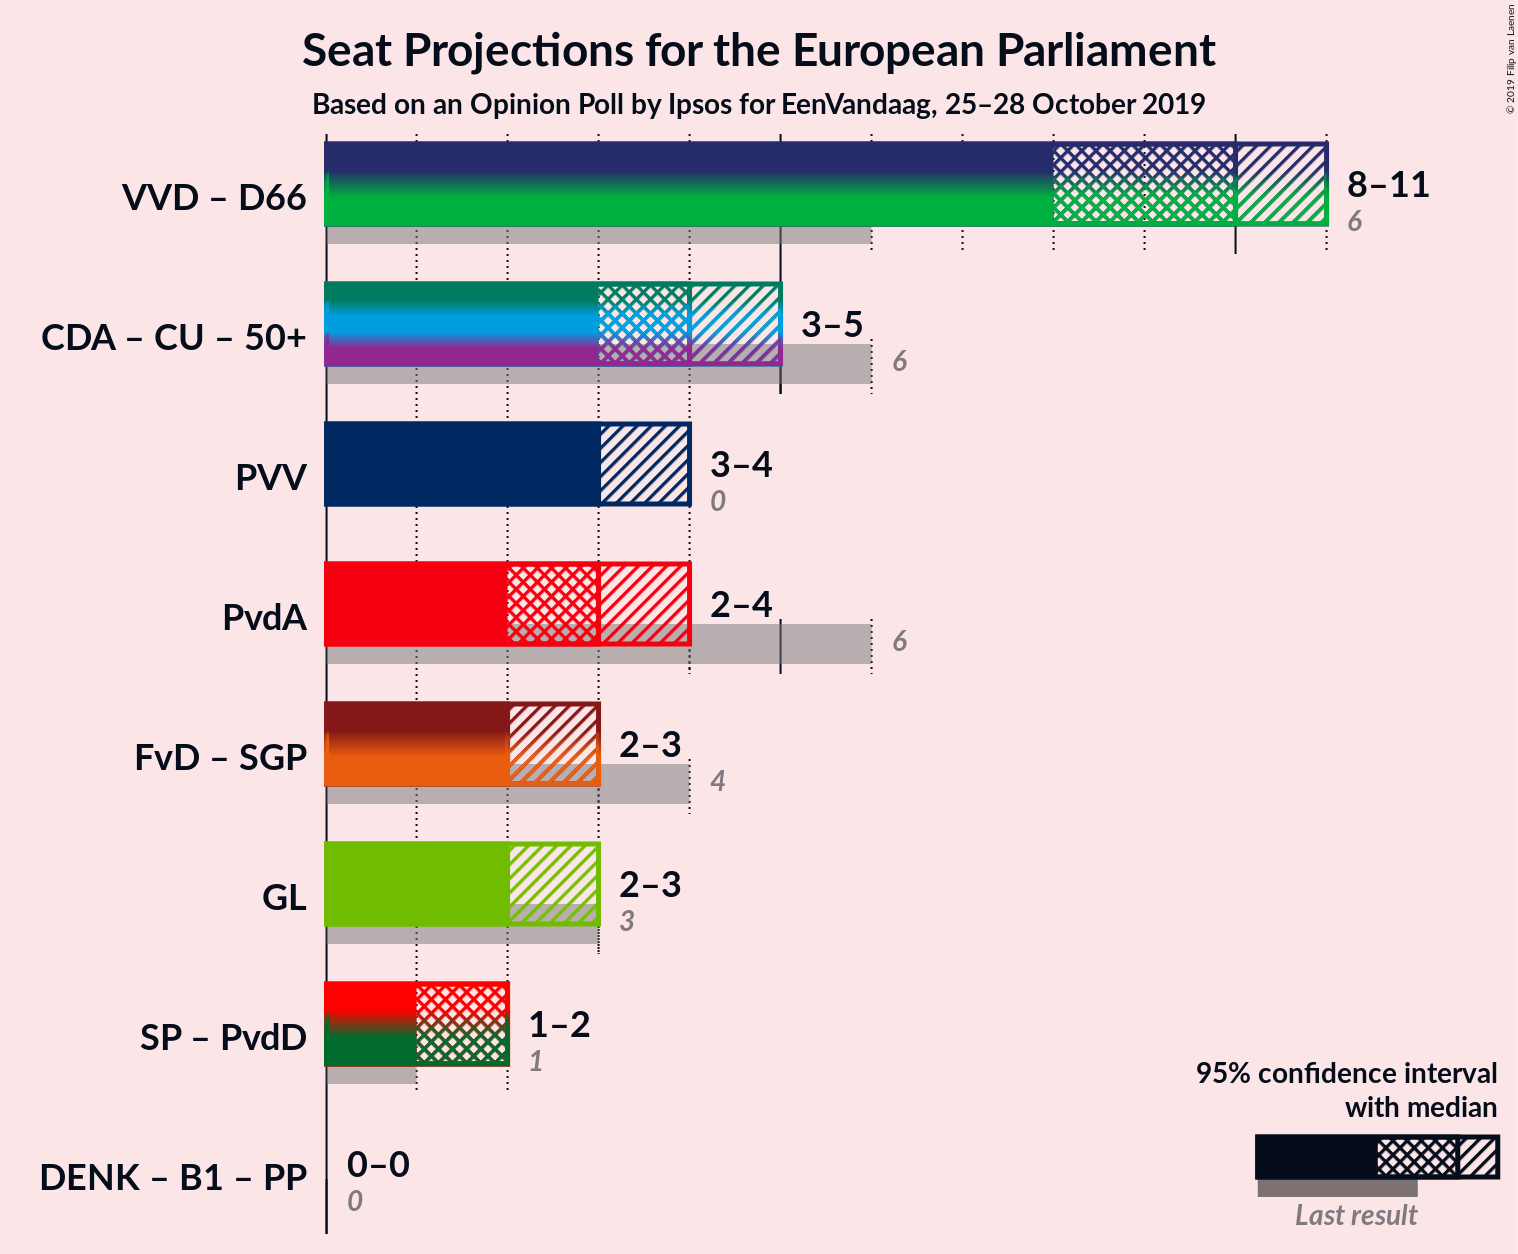 Seat Projections for the European Parliament
Based on an Opinion Poll by Ipsos for EenVandaag, 25–28 October 2019
© 2019 Filip van Laenen
VVD – D66
8–11
6
CDA – CU – 50+
3–5
6
PVV
3–4
0
PvdA
2–4
6
FvD – SGP
2–3
4
GL
2–3
3
SP – PvdD
1–2
1
DENK – B1 – PP
0–0
0
95% confidence interval
with median
Last result